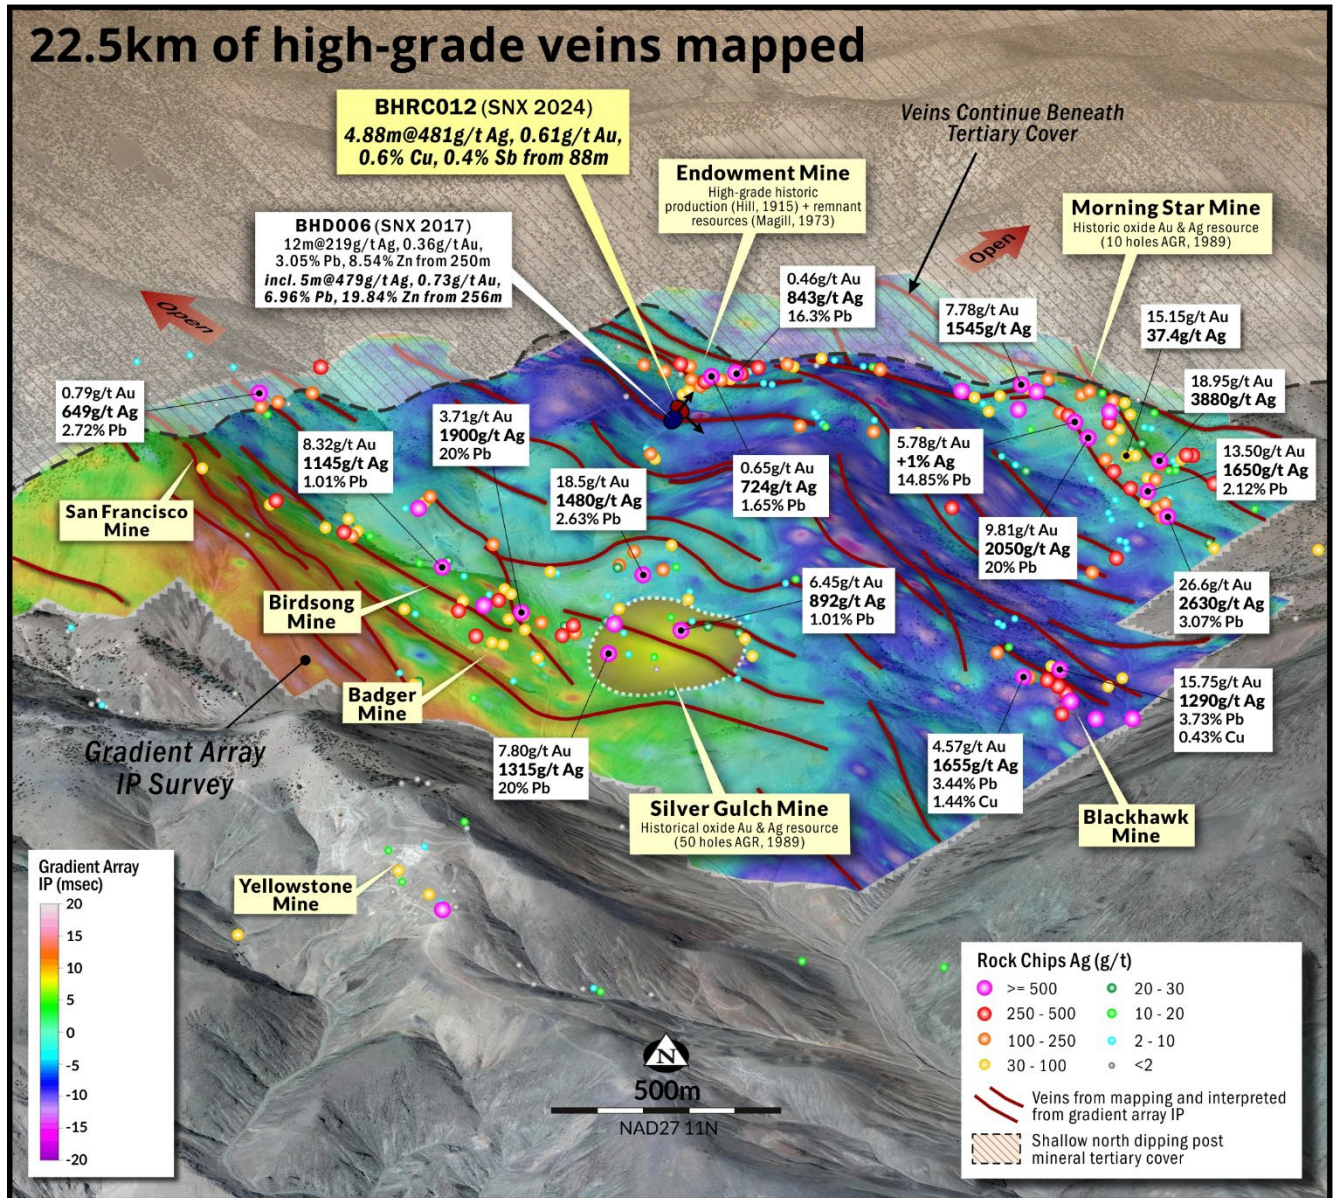 22.5km of high-grade veins mapped
BHRC012 (SNX 2024)
4.88m@481g/t Ag, 0.61g/t Au,
0.6% Cu, 0.4% Sb from 88m
Veins Continue Beneath
Tertiary Cover
Endowment Mine
High-grade historic
production (Hill, 1915) + remnant
resources (Magill, 1973)
Morning Star Mine
Historic oxide Au & Ag resource
(10 holes AGR, 1989)
BHD006 (SNX 2017)
12m@219g/t Ag, 0.36g/t Au,
3.05% Pb, 8.54% Zn from 250m
incl. 5m@479g/t Ag, 0.73g/t Au,
6.96% Pb, 19.84% Zn from 256m
Open
Open
0.46g/t Au
843g/t Ag
16.3% Pb
7.78g/t Au
1545g/t Ag
15.15g/t Au
37.4g/t Ag
0.79g/t Au
649g/t Ag
2.72% Pb
18.95g/t Au
3880g/t Ag
3.71g/t Au
1900g/t Ag
20% Pb
8.32g/t Au
1145g/t Ag
1.01% Pb
5.78g/t Au
+1% Ag
14.85% Pb
13.50g/t Au
1650g/t Ag
2.12% Pb
0.65g/t Au
724g/t Ag
1.65% Pb
18.5g/t Au
1480g/t Ag
2.63% Pb
San Francisco
Mine
9.81g/t Au
2050g/t Ag
20% Pb
6.45g/t Au
892g/t Ag
1.01% Pb
26.6g/t Au
2630g/t Ag
3.07% Pb
Birdsong
Mine
Badger
Mine
15.75g/t Au
1290g/t Ag
3.73% Pb
0.43% Cu
Gradient Array
IP Survey
7.80g/t Au
1315g/t Ag
20% Pb
4.57g/t Au
1655g/t Ag
3.44% Pb
1.44% Cu
Silver Gulch Mine
Historical oxide Au & Ag resource
(50 holes AGR, 1989)
Blackhawk
Mine
Yellowstone
Mine
Gradient Array
IP (msec)
20
15
10
5
0
-5
-10
-15
-20
N
500m
NAD27 11N
Rock Chips Ag (g/t)
>= 500
250 - 500
100 - 250
30 - 100
20 - 30
10 - 20
2 - 10
<2
Veins from mapping and interpreted
from gradient array IP
Shallow north dipping post
mineral tertiary cover